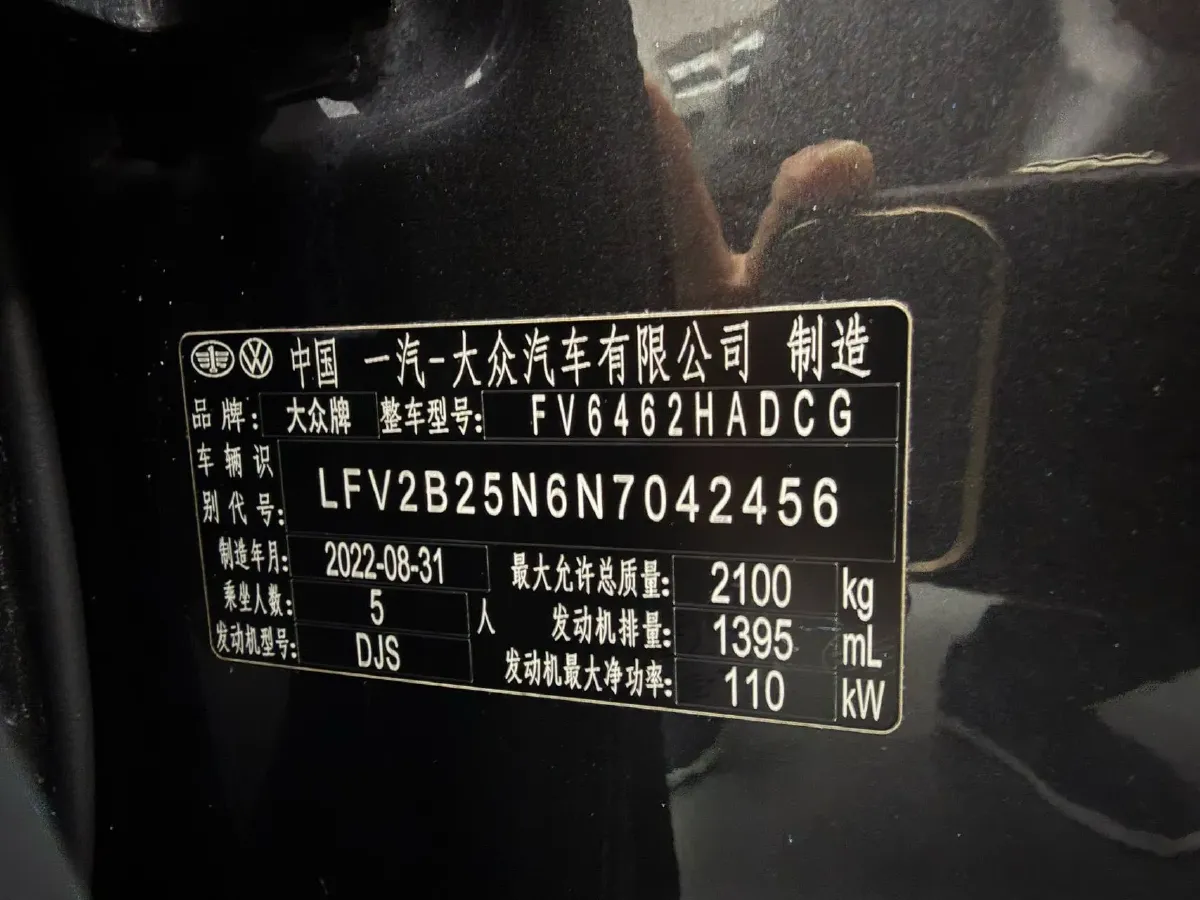 中国 一汽-大众汽车有限公司 制造
品牌: 大众牌 整车型号: FV6462HADCG
车辆识别代号: LFV2B25N6N7042456
制造年月: 2022-08-31 最大允许总质量: 2100 kg
乘坐人数: 5 人 发动机排量: 1395 mL
发动机型号: DJS 发动机最大净功率: 110 kW